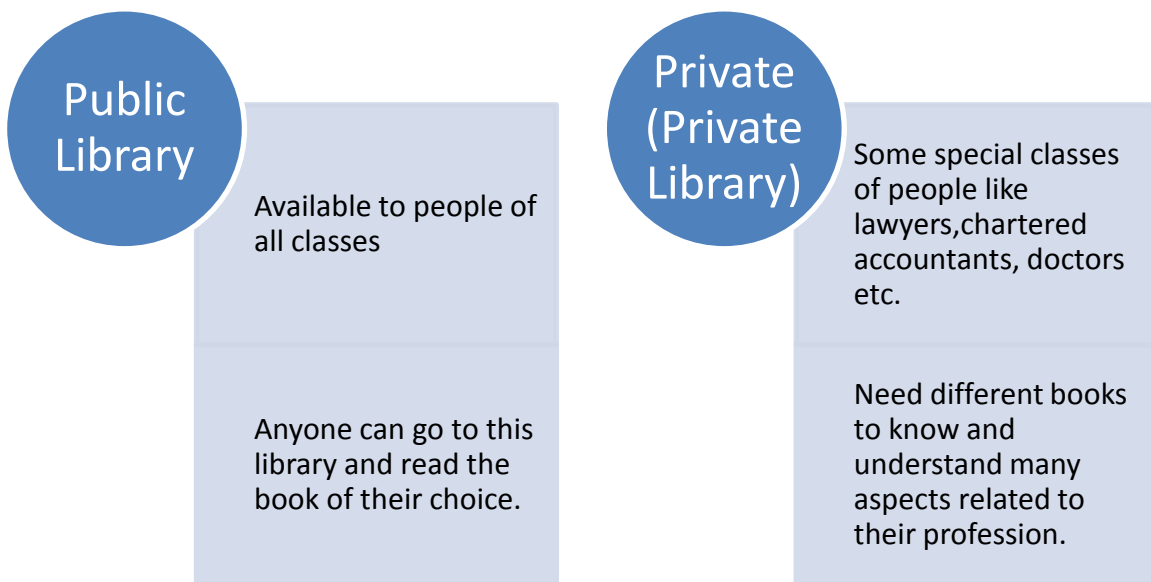 Public
Library
Available to people of
all classes
Anyone can go to this
library and read the
book of their choice.
Private
(Private
Library)
Some special classes
of people like
lawyers,chartered
accountants, doctors
etc.
Need different books
to know and
understand many
aspects related to
their profession.